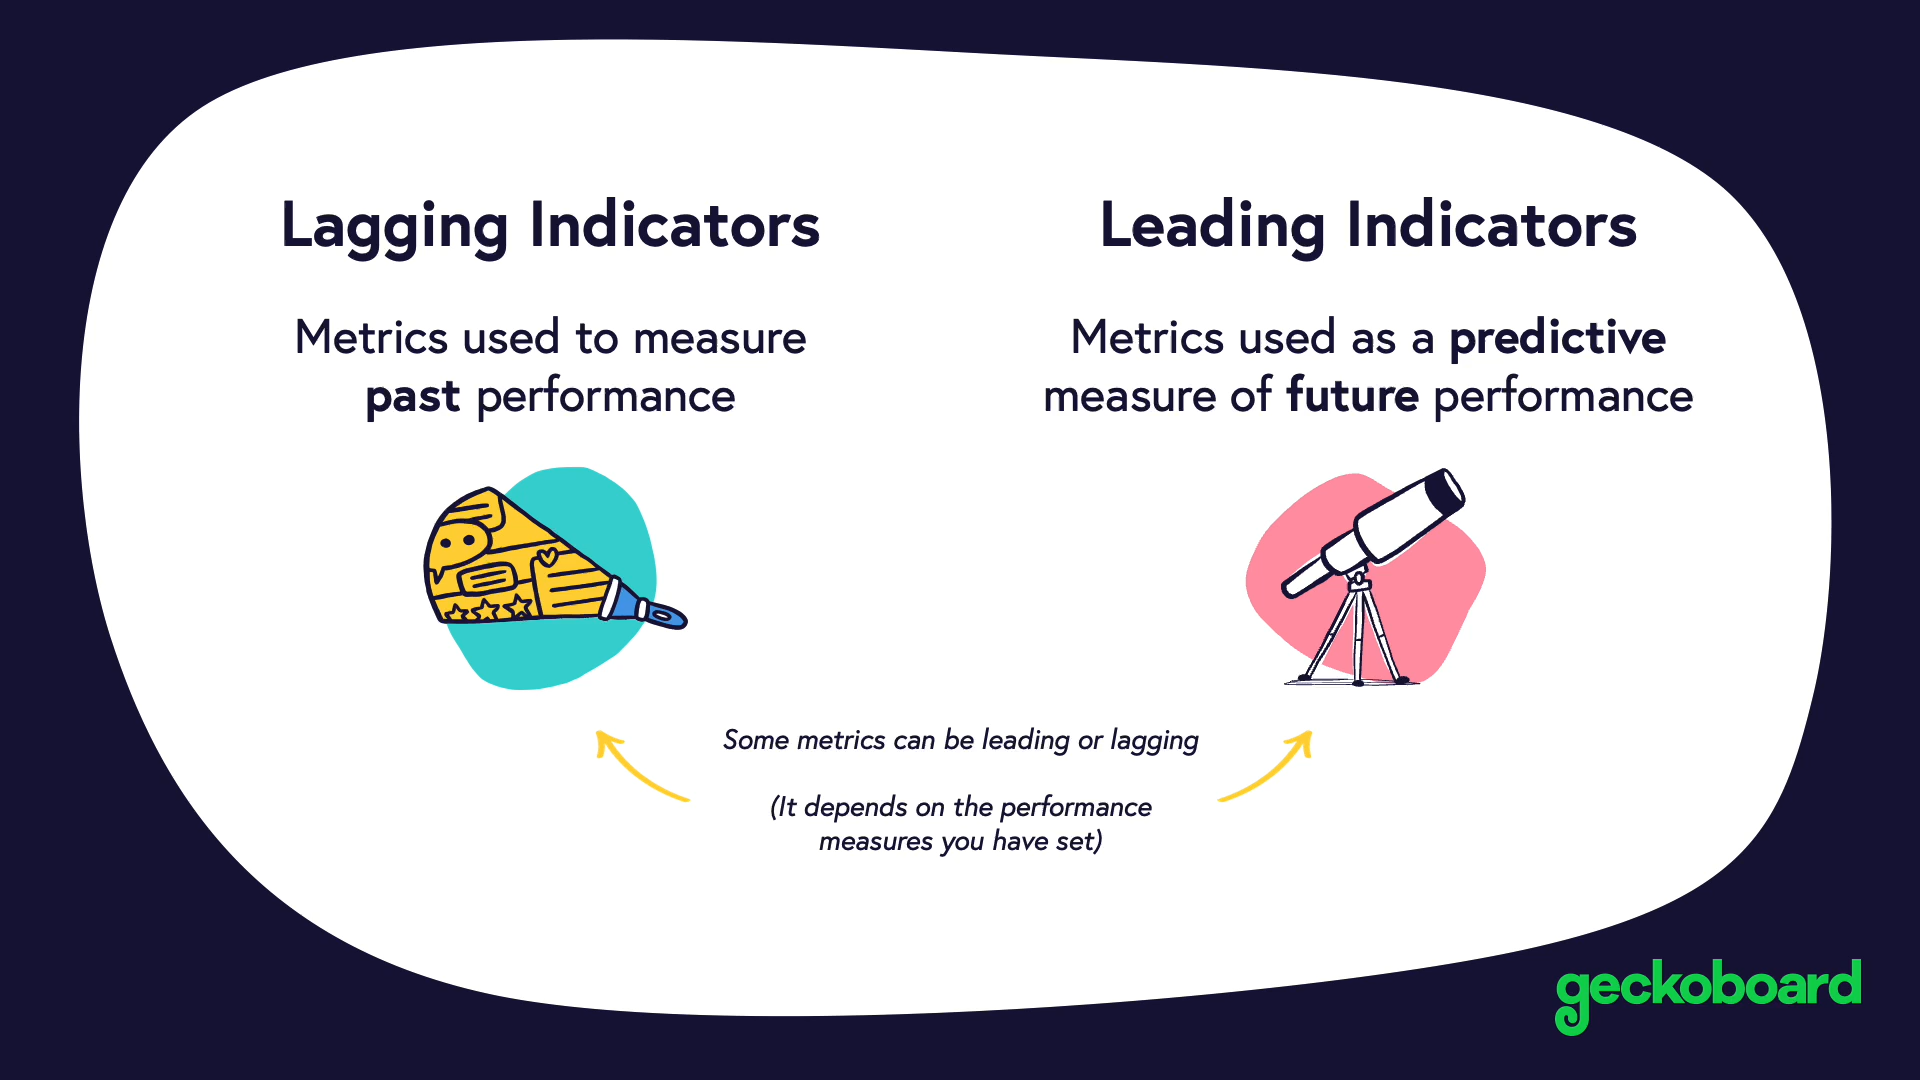 Lagging Indicators
Metrics used to measure
past performance
Leading Indicators
Metrics used as a predictive
measure of future performance
Some metrics can be leading or lagging
(It depends on the performance
measures you have set)
geckoboard